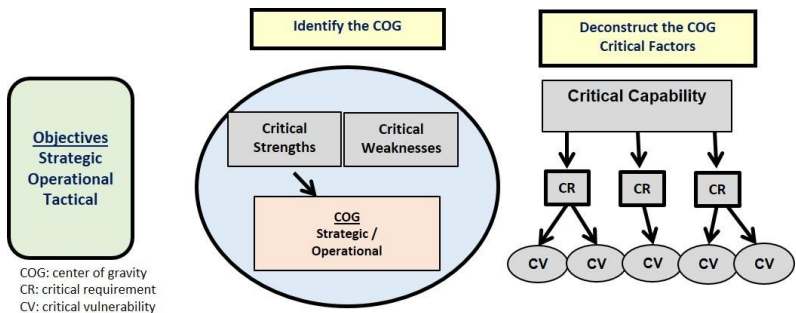 Identify the COG
Deconstruct the COG
Critical Factors
Objectives
Strategic
Operational
Tactical
Critical
Strengths
Critical
Weaknesses
COG
Strategic /
Operational
Critical Capability
CR
CR
CR
CV
CV
CV
CV
CV
COG: center of gravity
CR: critical requirement
CV: critical vulnerability